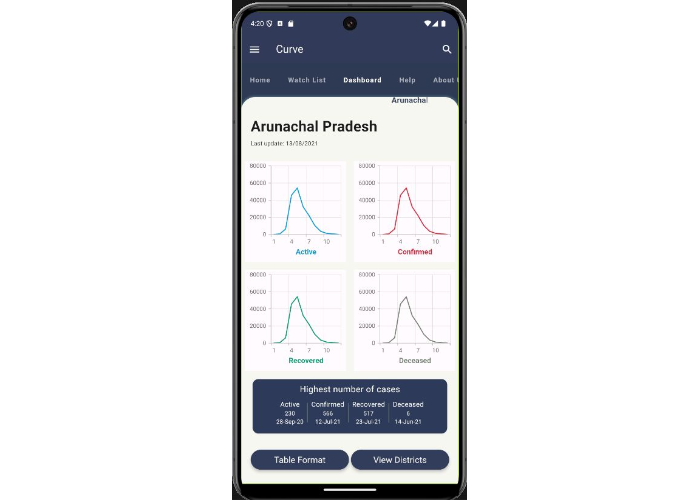 4:20
Curve
Home Watch List Dashboard Help About
Arunachal
Arunachal Pradesh
Last update: 18/08/2021
80000
60000
40000
20000
0
1 4 7 10
Active
80000
60000
40000
20000
0
1 4 7 10
Confirmed
80000
60000
40000
20000
0
1 4 7 10
Recovered
80000
60000
40000
20000
0
1 4 7 10
Deceased
Highest number of cases
Active Confirmed Recovered Deceased
230 566 517 6
28-Sep-20 12-Jul-21 23-Jul-21 14-Jun-21
Table Format View Districts